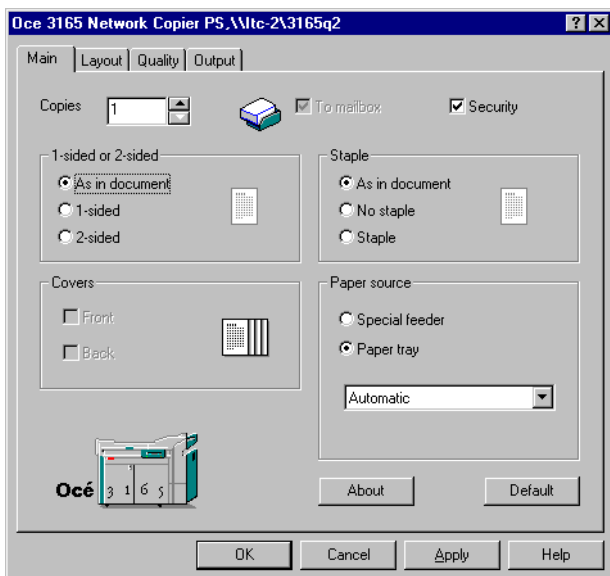 Oce 3165 Network Copier PS,\\ltc-2\3165q2
Main Layout Quality Output
Copies 1 To mailbox Security
1-sided or 2-sided
As in document
1-sided
2-sided
Staple
As in document
No staple
Staple
Covers
Front
Back
Paper source
Special feeder
Paper tray
Automatic
Océ 3 1 6 5
About Default
OK Cancel Apply Help